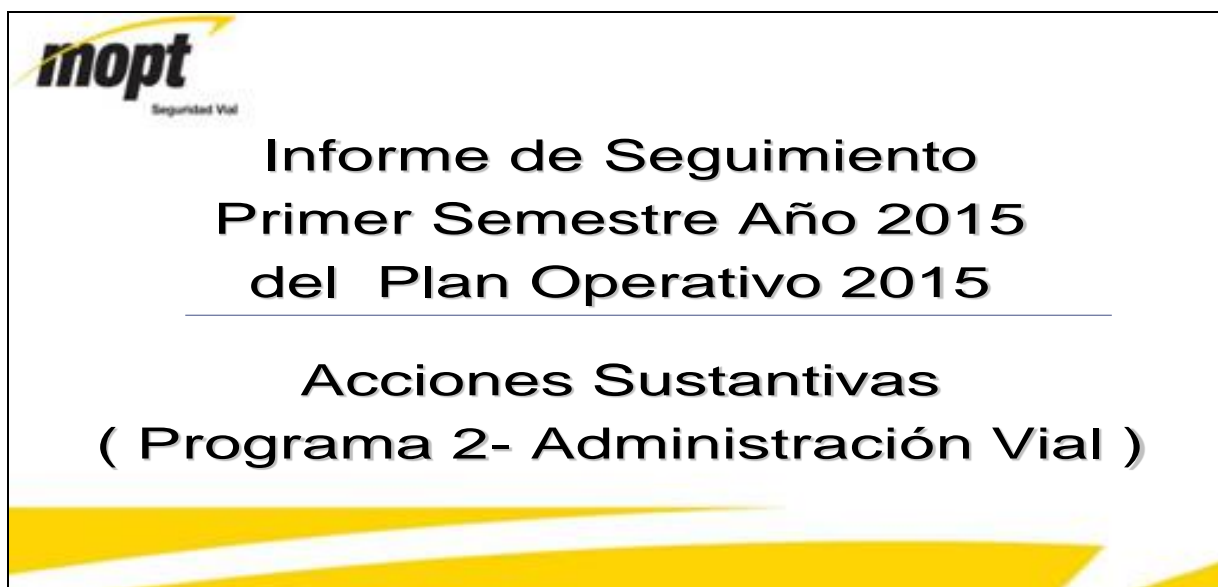 mopt
Seguridad Vial
Informe de Seguimiento
Primer Semestre Año 2015
del Plan Operativo 2015
Acciones Sustantivas
( Programa 2- Administración Vial )